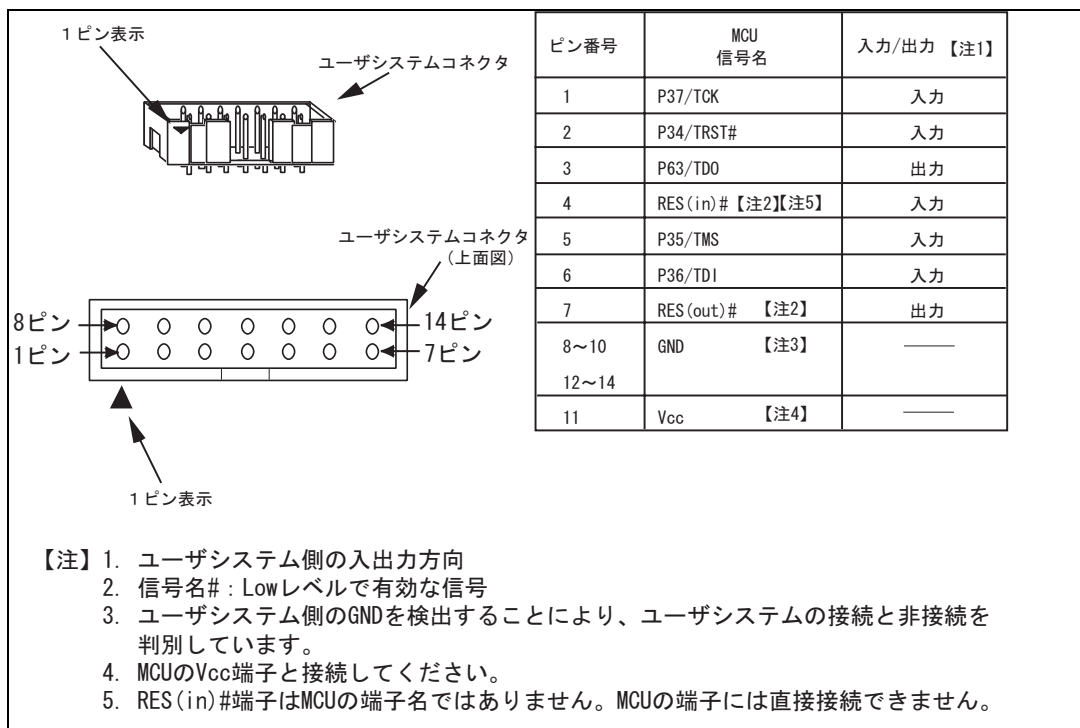 1ピン表示
ユーザシステムコネクタ
ユーザシステムコネクタ
(上面図)
8ピン
14ピン
1ピン
7ピン
1ピン表示
ピン番号 MCU 信号名 入力/出力 【注1】
1 P37/TCK 入力
2 P34/TRST# 入力
3 P63/TDO 出力
4 RES(in)#【注2】【注5】 入力
5 P35/TMS 入力
6 P36/TDI 入力
7 RES(out)# 【注2】 出力
8～10 GND 【注3】 ——
12～14
11 Vcc 【注4】 ——
【注】1. ユーザシステム側の入出力方向
2. 信号名#：Lowレベルで有効な信号
3. ユーザシステム側のGNDを検出することにより、ユーザシステムの接続と非接続を
判別しています。
4. MCUのVcc端子と接続してください。
5. RES(in)#端子はMCUの端子名ではありません。MCUの端子には直接接続できません。